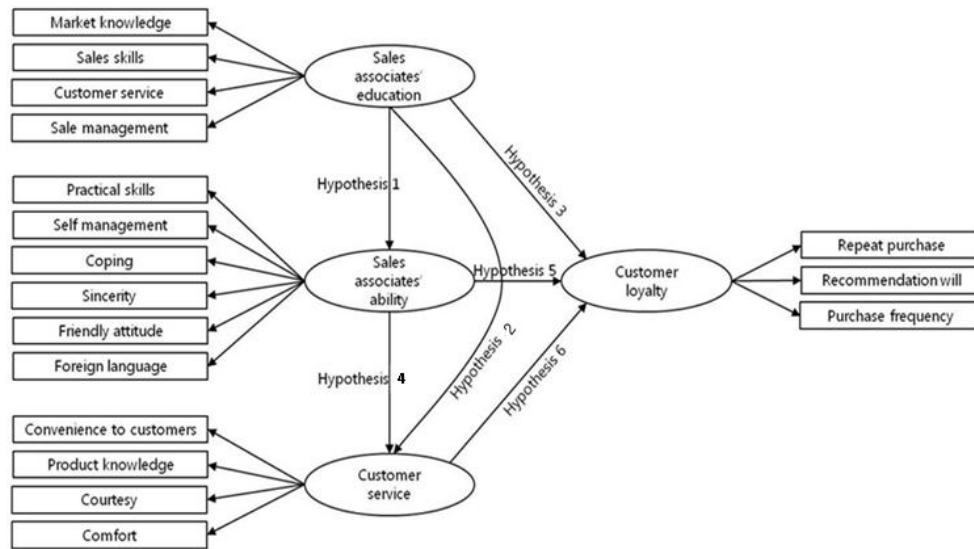 Market knowledge
Sales skills
Customer service
Sale management
Sales
associates'
education
Hypothesis 1
Hypothesis 3
Practical skills
Self management
Coping
Sincerity
Friendly attitude
Foreign language
Sales
associates'
ability
Hypothesis 5
Customer
loyalty
Repeat purchase
Recommendation will
Purchase frequency
Hypothesis 4
Hypothesis 2
Hypothesis 6
Convenience to customers
Product knowledge
Courtesy
Comfort
Customer
service